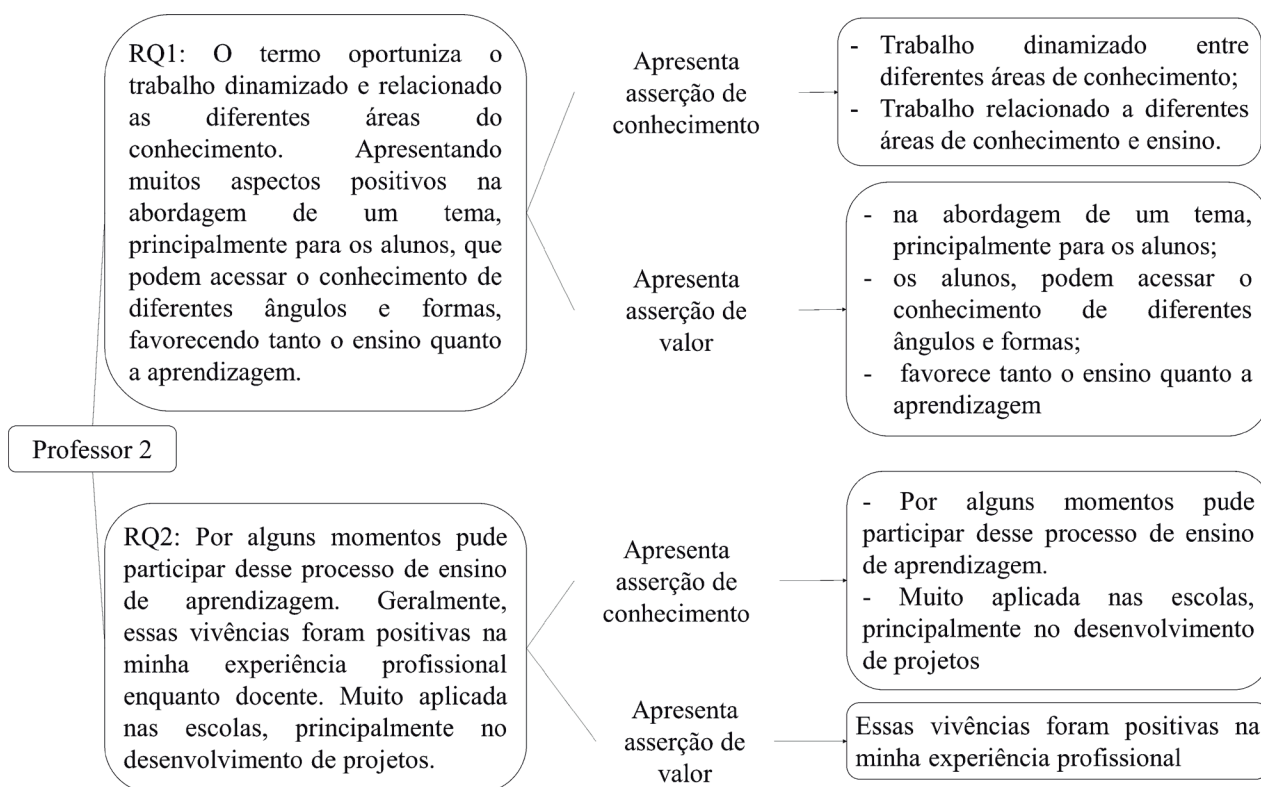 RQ1: O termo oportuniza o
trabalho dinamizado e relacionado
as diferentes áreas do
conhecimento. Apresentando
muitos aspectos positivos na
abordagem de um tema,
principalmente para os alunos, que
podem acessar o conhecimento de
diferentes ângulos e formas,
favorecendo tanto o ensino quanto
a aprendizagem.
Apresenta
asserção de
conhecimento
- Trabalho dinamizado entre
diferentes áreas de conhecimento;
- Trabalho relacionado a diferentes
áreas de conhecimento e ensino.
Apresenta
asserção de
valor
- na abordagem de um tema,
principalmente para os alunos;
- os alunos, podem acessar o
conhecimento de diferentes
ângulos e formas;
- favorece tanto o ensino quanto a
aprendizagem
Professor 2
RQ2: Por alguns momentos pude
participar desse processo de ensino
de aprendizagem. Geralmente,
essas vivências foram positivas na
minha experiência profissional
enquanto docente. Muito aplicada
nas escolas, principalmente no
desenvolvimento de projetos.
Apresenta
asserção de
conhecimento
- Por alguns momentos pude
participar desse processo de ensino
de aprendizagem.
- Muito aplicada nas escolas,
principalmente no desenvolvimento
de projetos
Apresenta
asserção de
valor
Essas vivências foram positivas na
minha experiência profissional